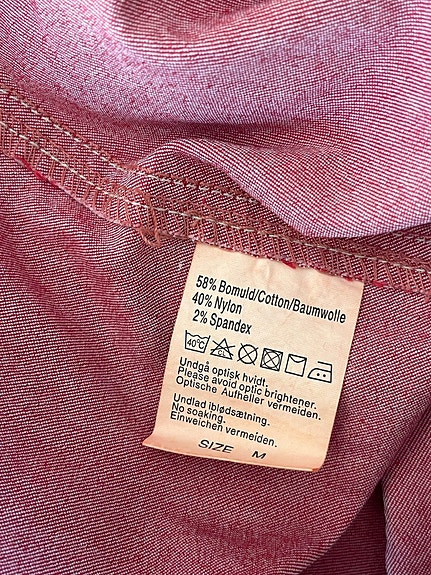 58% Bomuld/Cotton/Baumwolle
40% Nylon
2% Spandex
40°C CL
Undgå optisk hvidt.
Please avoid optic brightener.
Optische Aufheller vermeiden.
Undlad iblødsætning.
No soaking.
Einweichen vermeiden.
SIZE M